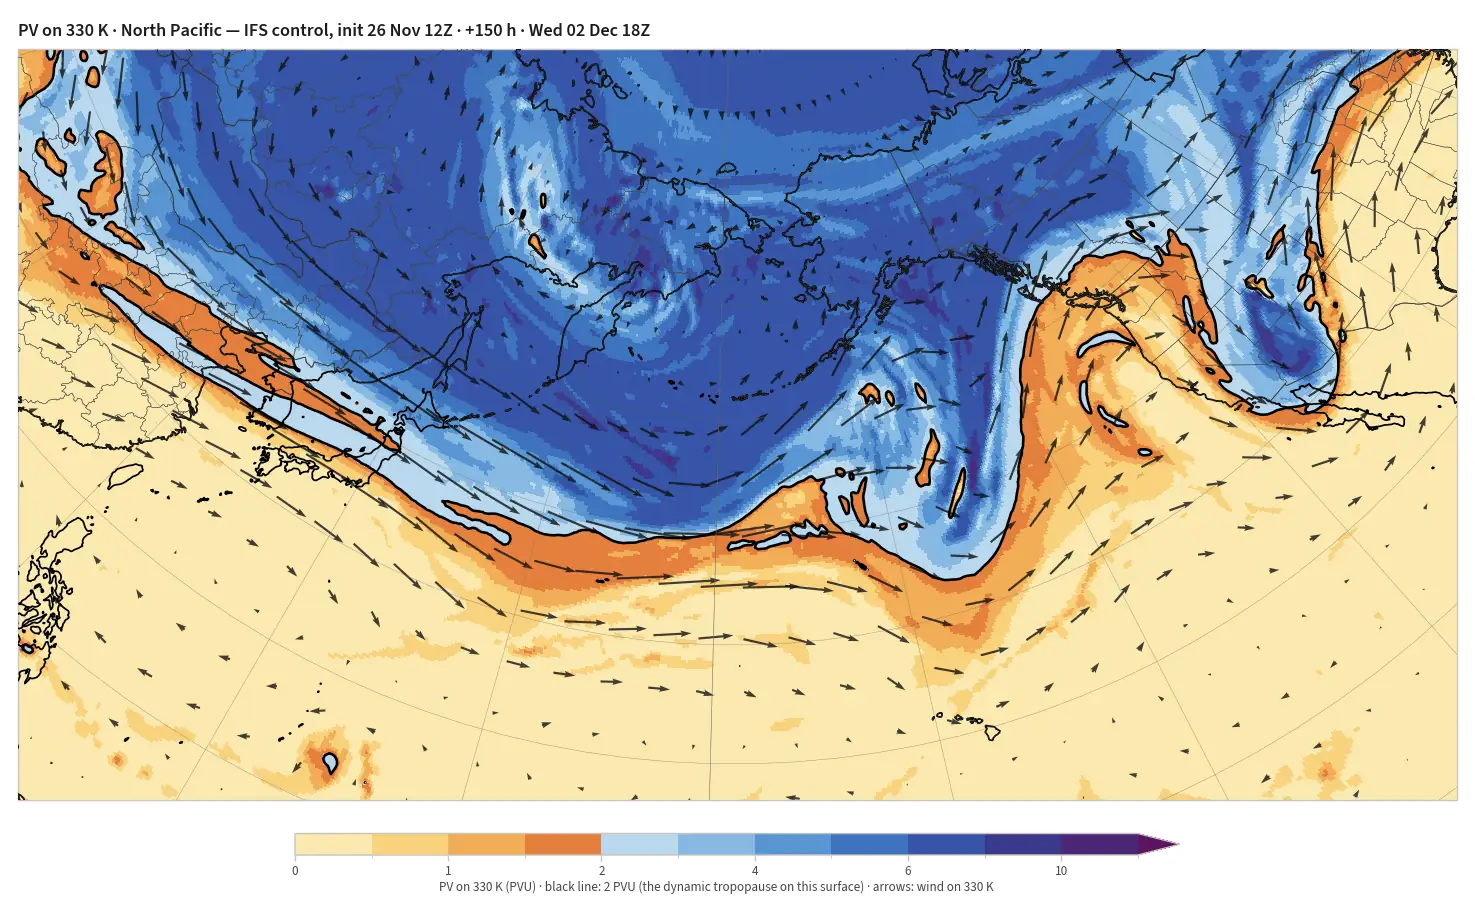 PV on 330 K · North Pacific — IFS control, init 26 Nov 12Z · +150 h · Wed 02 Dec 18Z
0 1 2 4 6 10
PV on 330 K (PVU) · black line: 2 PVU (the dynamic tropopause on this surface) · arrows: wind on 330 K